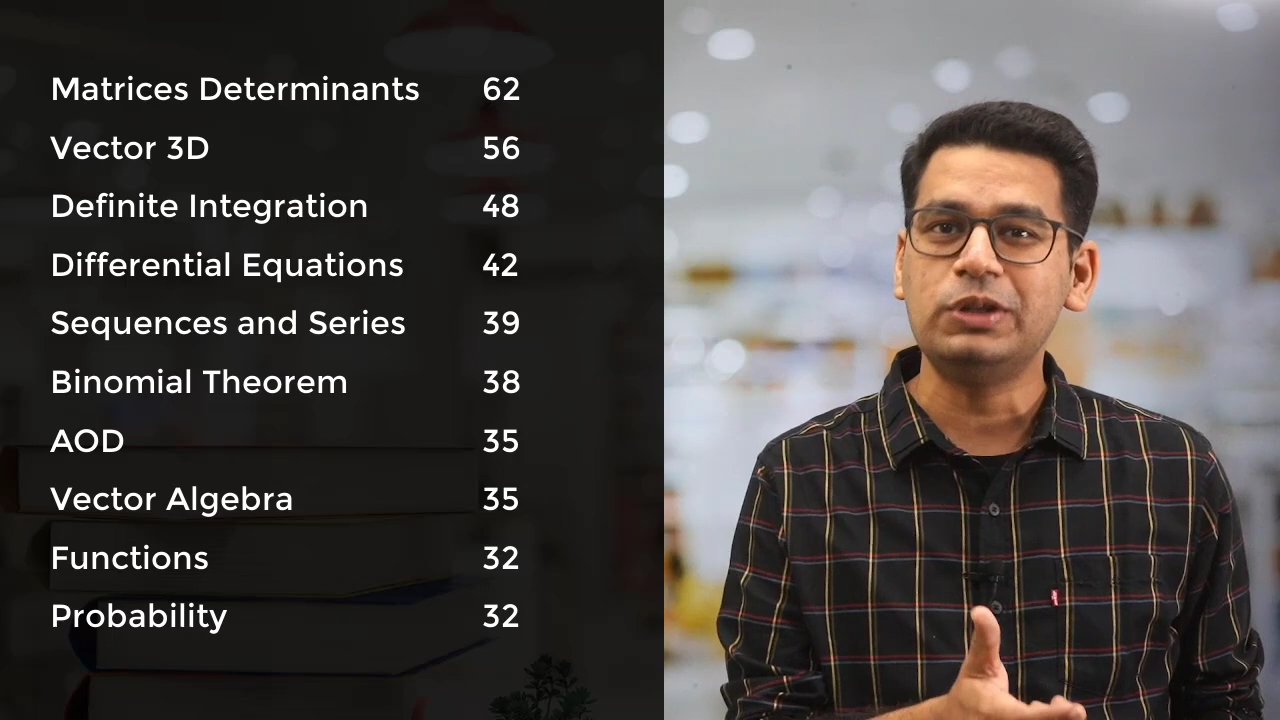 Matrices Determinants 62
Vector 3D 56
Definite Integration 48
Differential Equations 42
Sequences and Series 39
Binomial Theorem 38
AOD 35
Vector Algebra 35
Functions 32
Probability 32